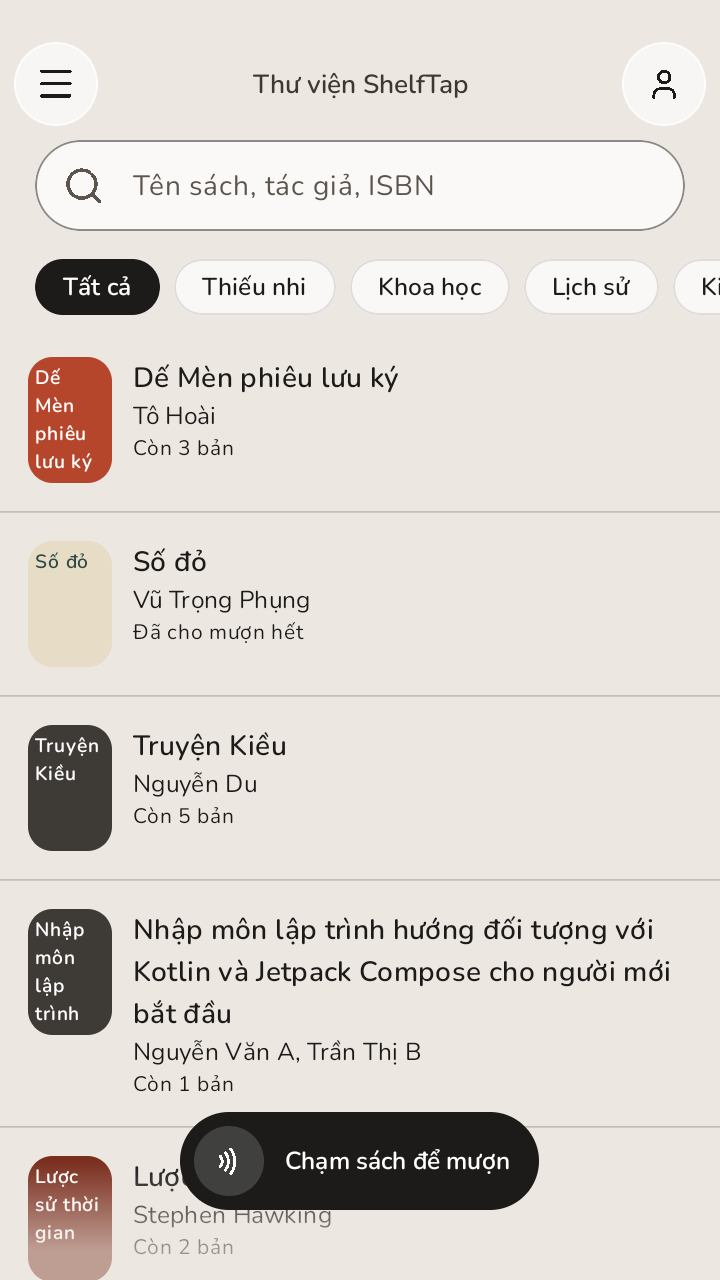 Thư viện ShelfTap
Tên sách, tác giả, ISBN
Tất cả
Thiếu nhi
Khoa học
Lịch sử
Dế
Mèn
phiêu
lưu ký
Dế Mèn phiêu lưu ký
Tô Hoài
Còn 3 bản
Số đỏ
Số đỏ
Vũ Trọng Phụng
Đã cho mượn hết
Truyện
Kiều
Truyện Kiều
Nguyễn Du
Còn 5 bản
Nhập
môn
lập
trình
Nhập môn lập trình hướng đối tượng với
Kotlin và Jetpack Compose cho người mới
bắt đầu
Nguyễn Văn A, Trần Thị B
Còn 1 bản
Chạm sách để mượn
Lược
sử thời
gian
Stephen Hawking
Còn 2 bản